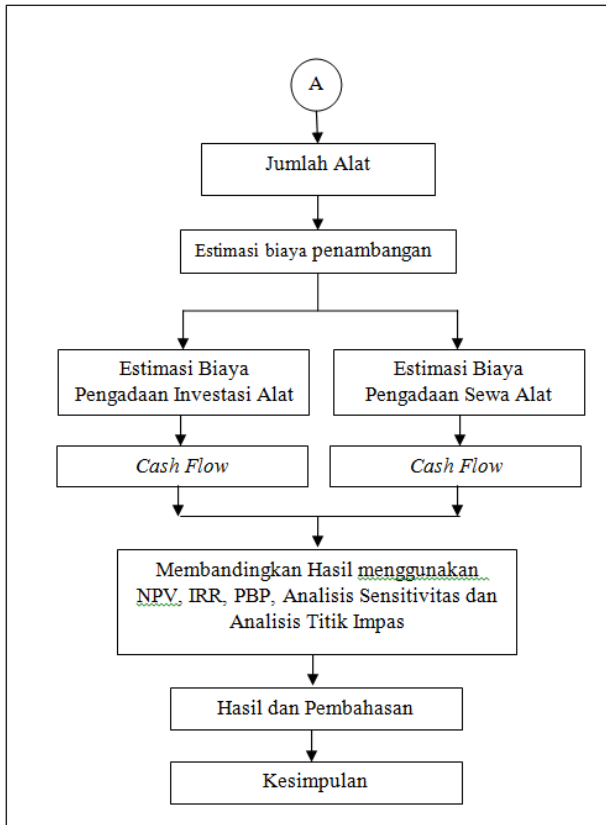 A
Jumlah Alat
Estimasi biaya penambangan
Estimasi Biaya
Pengadaan Investasi Alat
Estimasi Biaya
Pengadaan Sewa Alat
Cash Flow
Cash Flow
Membandingkan Hasil menggunakan
NPV, IRR, PBP, Analisis Sensitivitas dan
Analisis Titik Impas
Hasil dan Pembahasan
Kesimpulan